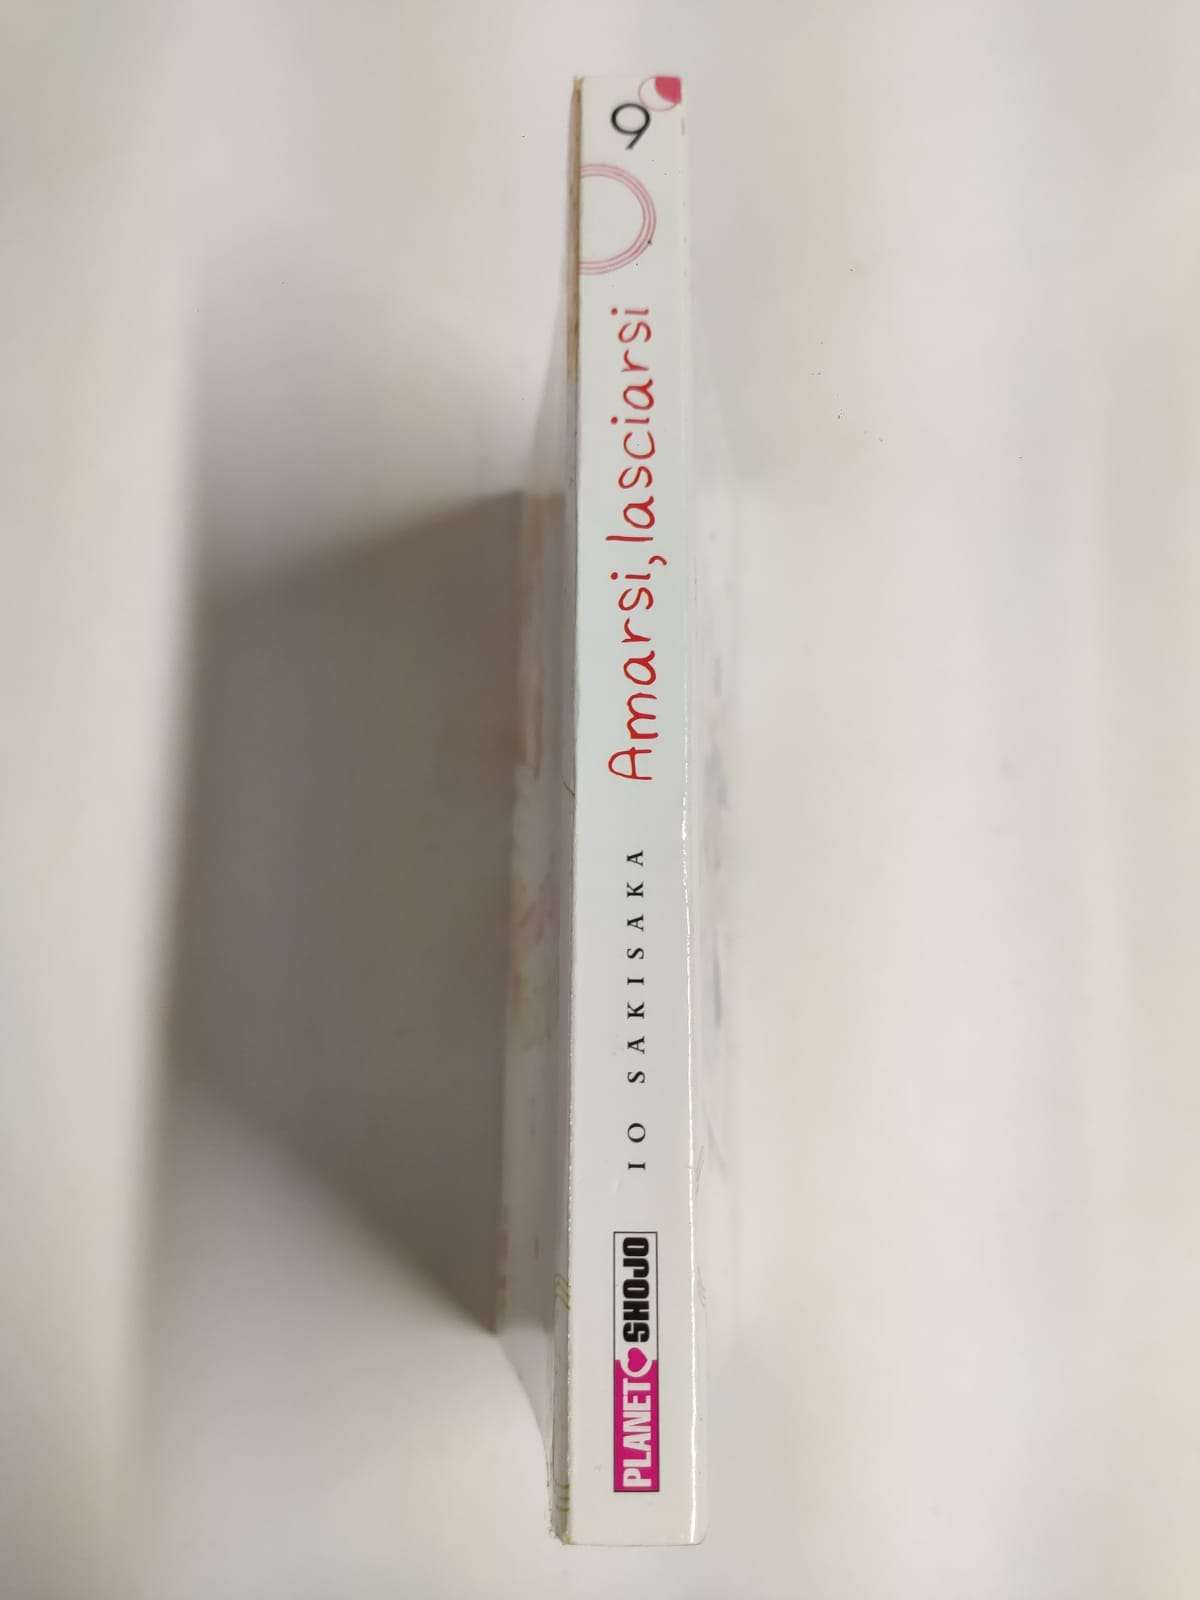 PLANET SHOJO
IO SAKISAKA
Amarsi, lasciarsi
9